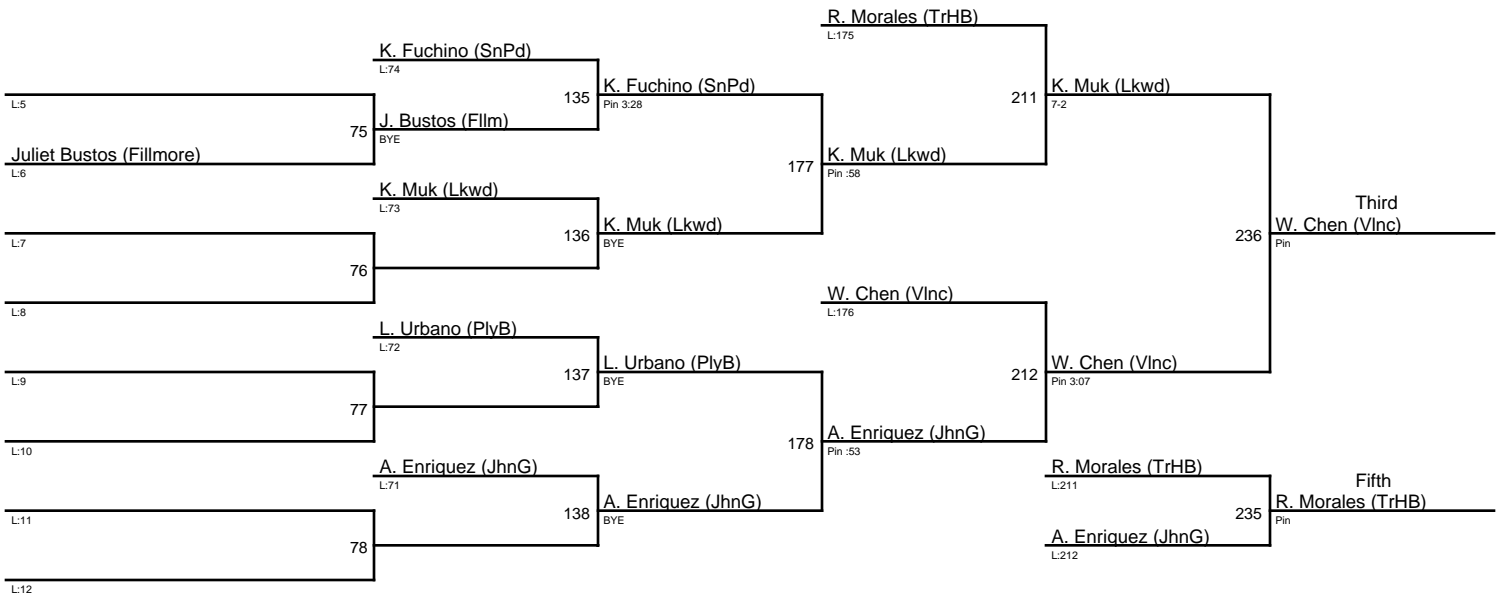 R. Morales (TrHB)
L:175
K. Fuchino (SnPd)
L:74
135
K. Fuchino (SnPd)
Pin 3:28
211
K. Muk (Lkwd)
7-2
L:5
75
J. Bustos (Fllm)
BYE
Juliet Bustos (Fillmore)
L:6
177
K. Muk (Lkwd)
Pin :58
K. Muk (Lkwd)
L:73
136
K. Muk (Lkwd)
BYE
L:7
76
L:8
236
Third
W. Chen (Vlnc)
Pin
W. Chen (Vlnc)
L:176
L. Urbano (PlyB)
L:72
137
L. Urbano (PlyB)
BYE
212
W. Chen (Vlnc)
Pin 3:07
L:9
77
L:10
178
A. Enriquez (JhnG)
Pin :53
A. Enriquez (JhnG)
L:71
138
A. Enriquez (JhnG)
BYE
R. Morales (TrHB)
L:211
235
Fifth
R. Morales (TrHB)
Pin
L:11
78
A. Enriquez (JhnG)
L:212
L:12